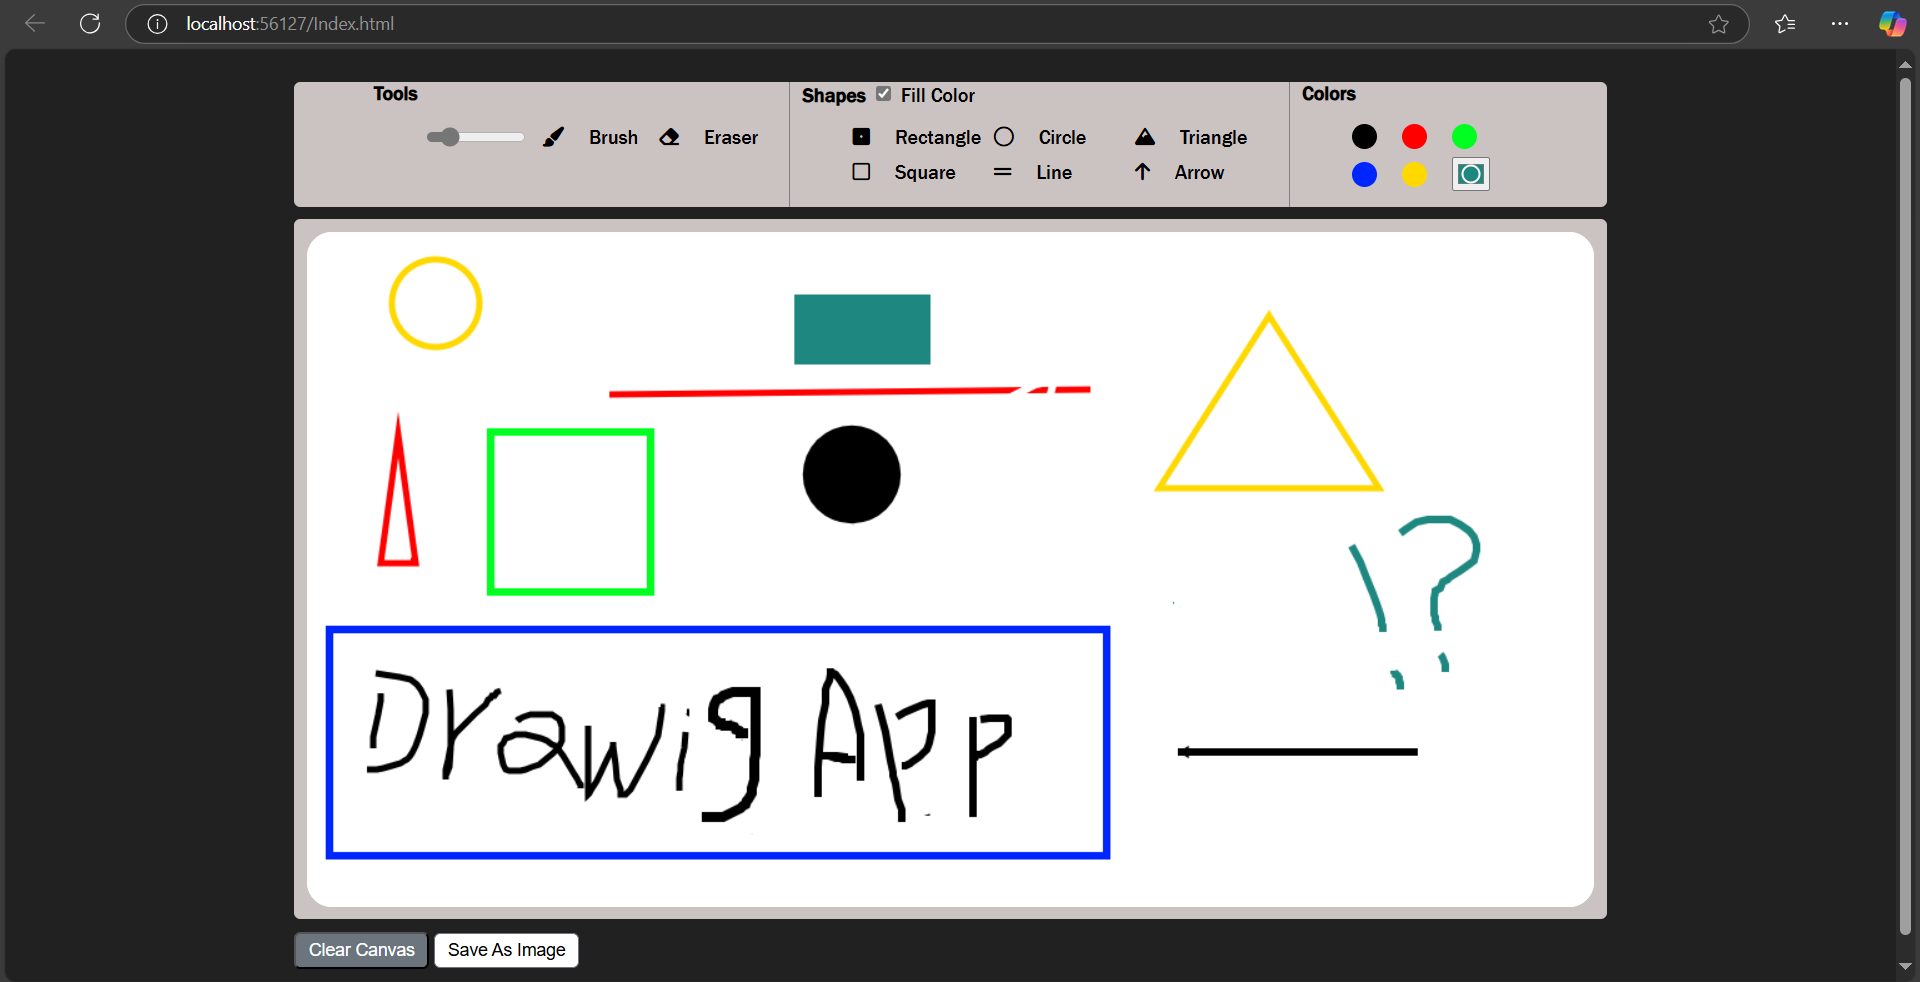 localhost:56127/Index.html
Tools
Shapes Fill Color
Colors
Brush Eraser
Rectangle Circle Triangle
Square Line Arrow
!?
Drawig App
Clear Canvas Save As Image